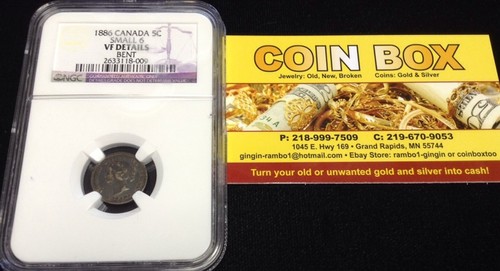 1886 CANADA 5C
SMALL 6
VF DETAILS
BENT
2633118-009
NGC
COIN BOX
Jewelry: Old, New, Broken Coins: Gold & Silver
P: 218-999-7509 C: 219-670-9053
1045 E. Hwy 169 • Grand Rapids, MN 55744
gingin-rambo1@hotmail.com • Ebay Store: rambo1-gingin or coinboxtoo
Turn your old or unwanted gold and silver into cash!